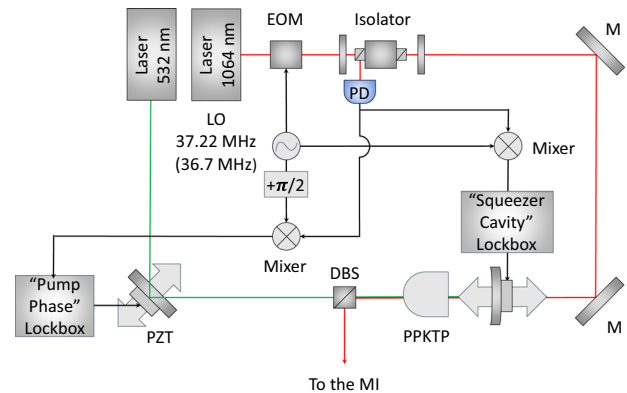 EOM
Isolator
M
Laser
532 nm
Laser
1064 nm
PD
LO
37.22 MHz
(36.7 MHz)
Mixer
+π/2
"Squeezer
Cavity"
Lockbox
Mixer
DBS
"Pump
Phase"
Lockbox
PZT
PPKTP
M
To the MI